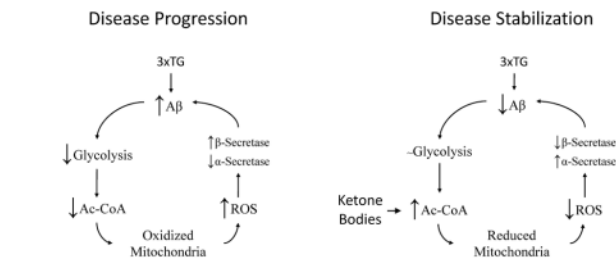 Disease Progression
3xTG
↑Aβ
↓Glycolysis
↓Ac-CoA
Oxidized
Mitochondria
↑ROS
↑β-Secretase
↓α-Secretase
Disease Stabilization
3xTG
↓Aβ
~Glycolysis
Ketone
Bodies
↑Ac-CoA
Reduced
Mitochondria
↓ROS
↓β-Secretase
↑α-Secretase